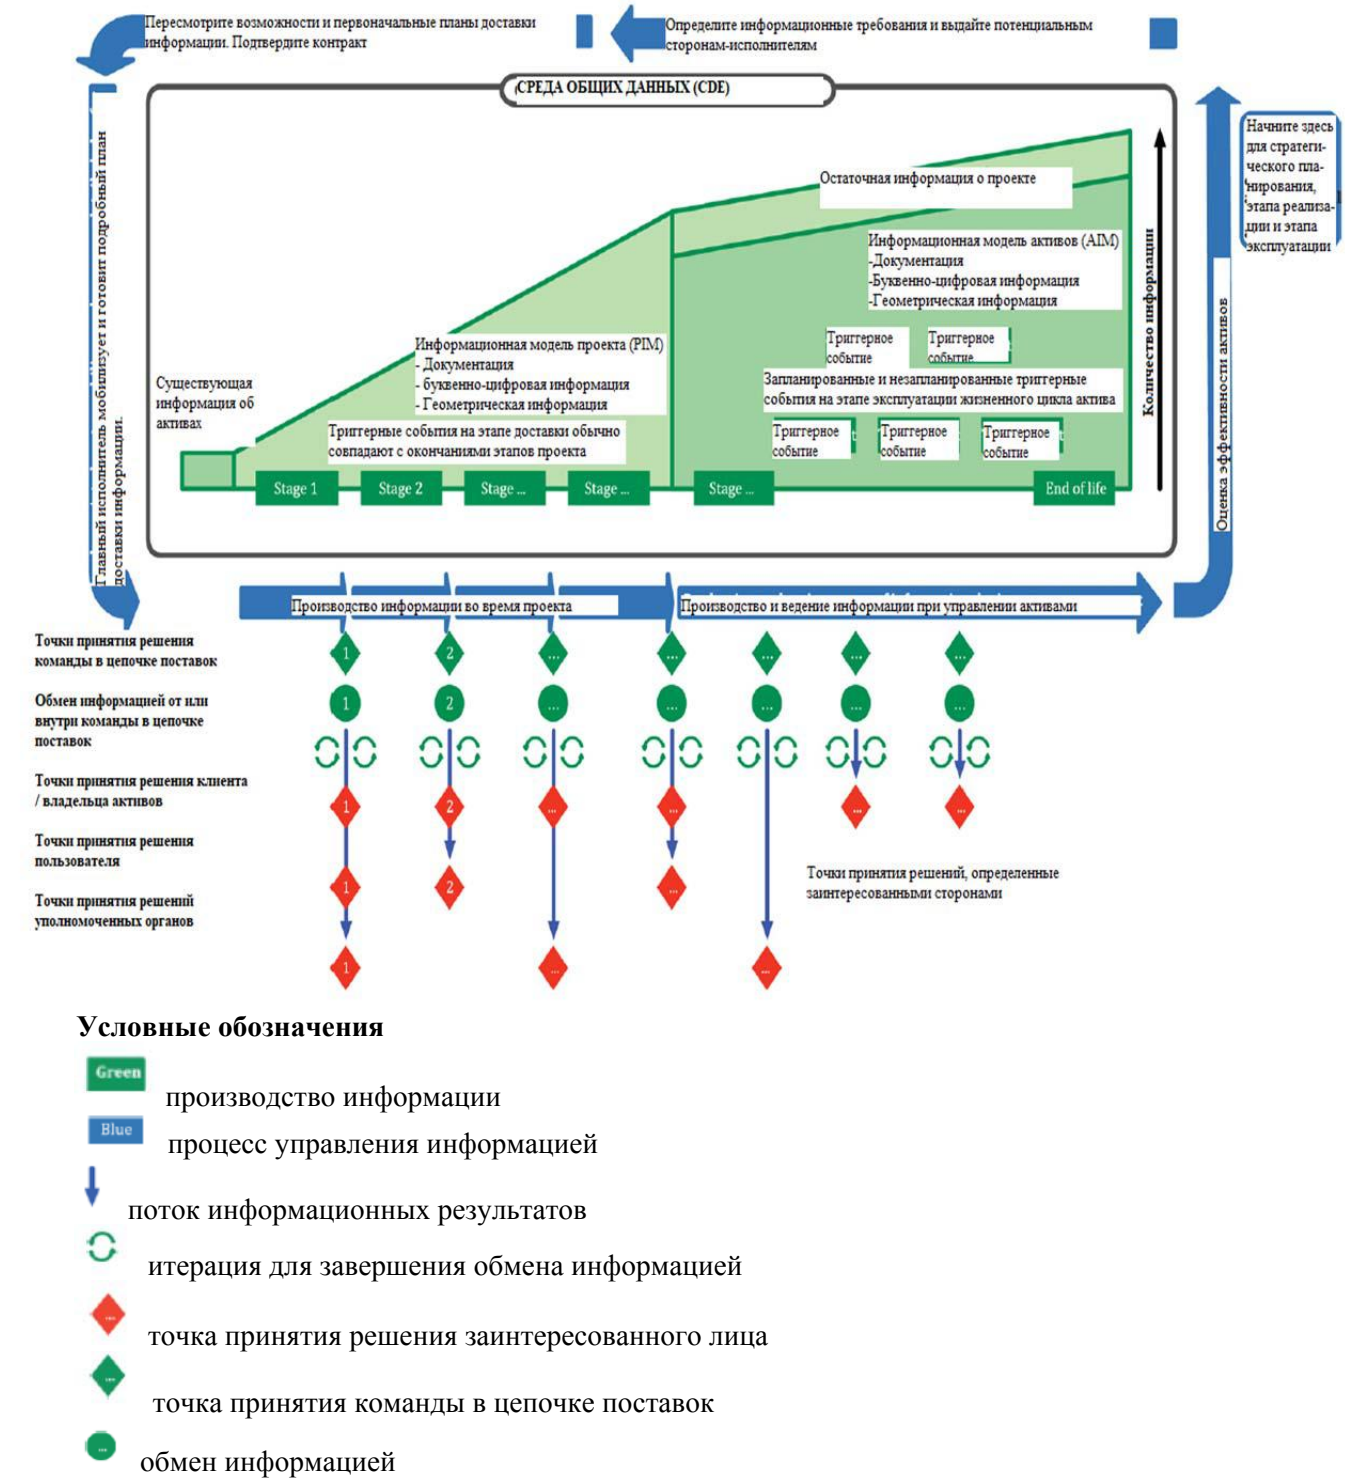 Пересмотрите возможности и первоначальные планы доставки
информации. Подтвердите контракт
Определите информационные требования и выдайте потенциальным
сторонам-исполнителям
СРЕДА ОБЩИХ ДАННЫХ (CDE)
Начните здесь
для стратеги-
ческого пла-
нирования,
этапа реализа-
ции и этапа
эксплуатации
Главный исполнитель мобилизует и готовит подробный план
доставки информации.
Остаточная информация о проекте
Информационная модель активов (AIM)
-Документация
-Буквенно-цифровая информация
-Геометрическая информация
Количество информации
Оценка эффективности активов
Информационная модель проекта (PIM)
- Документация
- буквенно-цифровая информация
- Геометрическая информация
Триггерное
событие
Триггерное
событие
Существующая
информация об
активах
Запланированные и незапланированные триггерные
события на этапе эксплуатации жизненного цикла актива
Триггерные события на этапе доставки обычно
совпадают с окончаниями этапов проекта
Триггерное
событие
Триггерное
событие
Триггерное
событие
Stage 1
Stage 2
Stage ...
Stage ...
Stage ...
End of life
Производство информации во время проекта
Производство и ведение информации при управлении активами
Точки принятия решения
команды в цепочке поставок
1
2
...
...
...
...
...
Обмен информацией от или
внутри команды в цепочке
поставок
1
2
...
...
...
...
...
Точки принятия решения клиента
/ владельца активов
1
2
...
...
...
...
Точки принятия решения
пользователя
1
2
...
Точки принятия решений, определенные
заинтересованными сторонами
Точки принятия решений
уполномоченных органов
1
...
...
Условные обозначения
Green
производство информации
Blue
процесс управления информацией
поток информационных результатов
итерация для завершения обмена информацией
...
точка принятия решения заинтересованного лица
...
точка принятия команды в цепочке поставок
...
обмен информацией